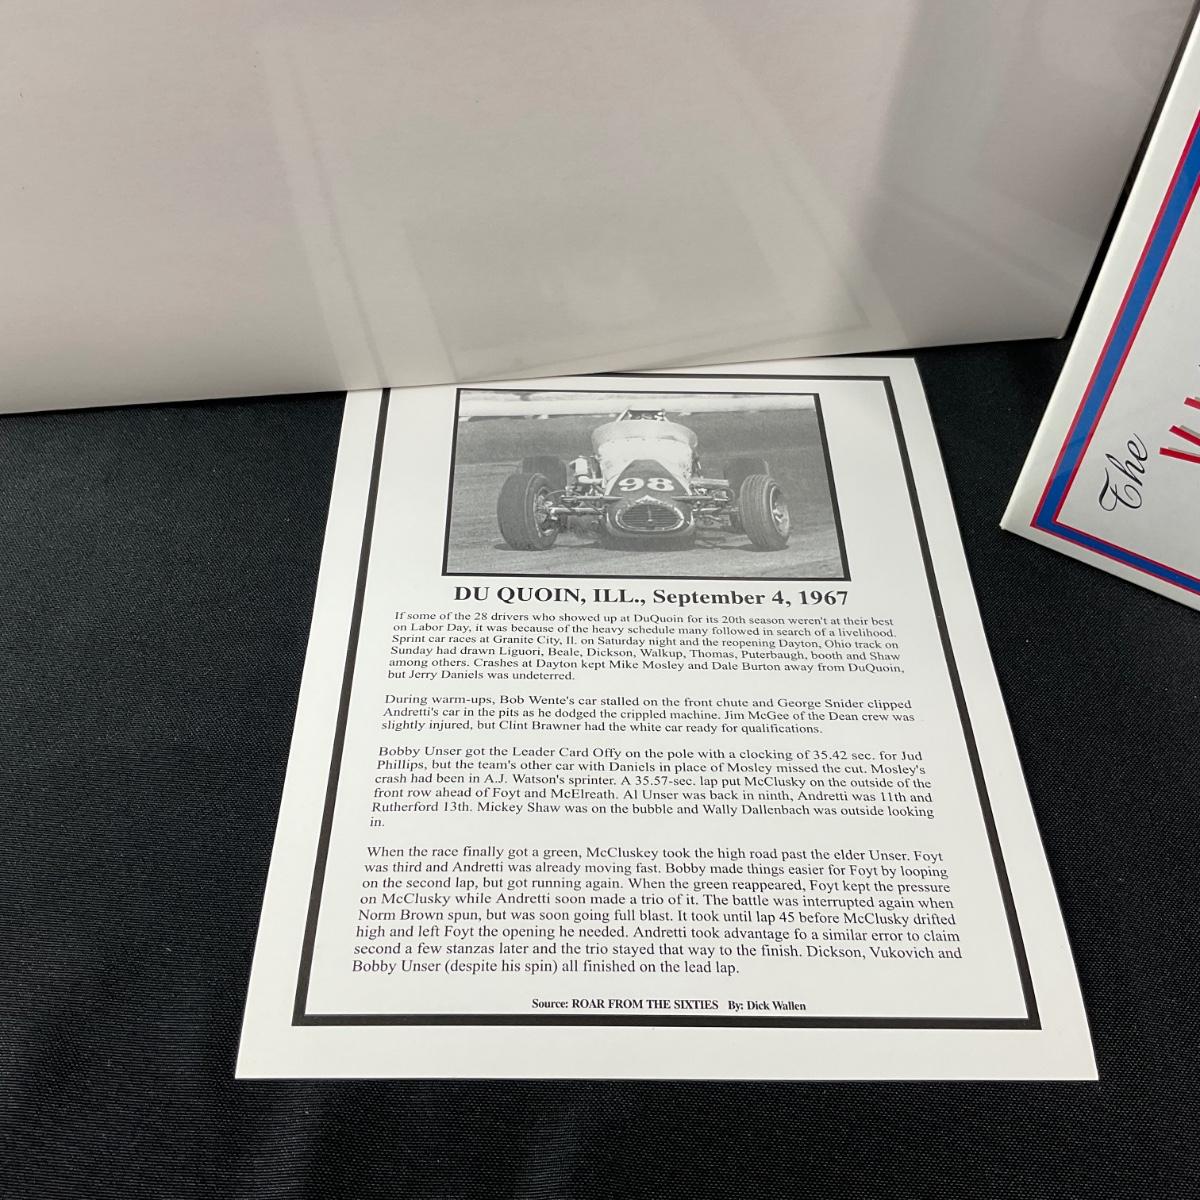 98
DU QUOIN, ILL., September 4, 1967
If some of the 28 drivers who showed up at DuQuoin for its 20th season weren't at their best
on Labor Day, it was because of the heavy schedule many followed in search of a livelihood.
Sprint car races at Granite City, Il. on Saturday night and the reopening Dayton, Ohio track on
Sunday had drawn Liguori, Beale, Dickson, Walkup, Thomas, Puterbaugh, booth and Shaw
among others. Crashes at Dayton kept Mike Mosley and Dale Burton away from DuQuoin,
but Jerry Daniels was undeterred.
During warm-ups, Bob Wente's car stalled on the front chute and George Snider clipped
Andretti's car in the pits as he dodged the crippled machine. Jim McGee of the Dean crew was
slightly injured, but Clint Brawner had the white car ready for qualifications.
Bobby Unser got the Leader Card Offy on the pole with a clocking of 35.42 sec. for Jud
Phillips, but the team's other car with Daniels in place of Mosley missed the cut. Mosley's
crash had been in A.J. Watson's sprinter. A 35.57-sec. lap put McClusky on the outside of the
front row ahead of Foyt and McElreath. Al Unser was back in ninth, Andretti was 11th and
Rutherford 13th. Mickey Shaw was on the bubble and Wally Dallenbach was outside looking
in.
When the race finally got a green, McCluskey took the high road past the elder Unser. Foyt
was third and Andretti was already moving fast. Bobby made things easier for Foyt by looping
on the second lap, but got running again. When the green reappeared, Foyt kept the pressure
on McClusky while Andretti soon made a trio of it. The battle was interrupted again when
Norm Brown spun, but was soon going full blast. It took until lap 45 before McClusky drifted
high and left Foyt the opening he needed. Andretti took advantage fo a similar error to claim
second a few stanzas later and the trio stayed that way to the finish. Dickson, Vukovich and
Bobby Unser (despite his spin) all finished on the lead lap.
Source: ROAR FROM THE SIXTIES By: Dick Wallen
The